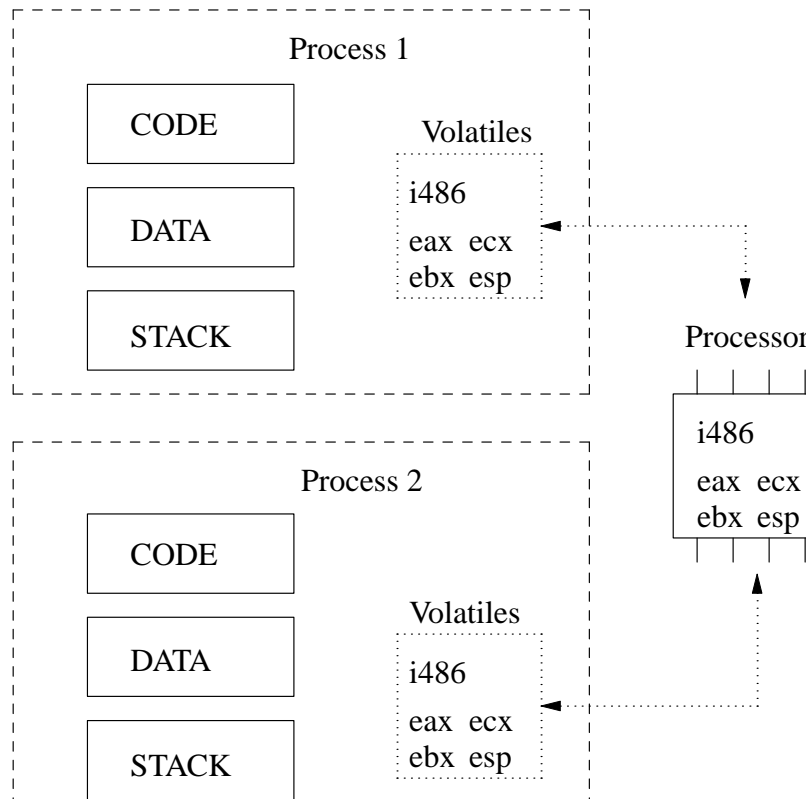 Process 1
CODE
Volatiles
i486
DATA
eax ecx
ebx esp
STACK
Processor
i486
eax ecx
ebx esp
Process 2
CODE
Volatiles
DATA
i486
eax ecx
ebx esp
STACK